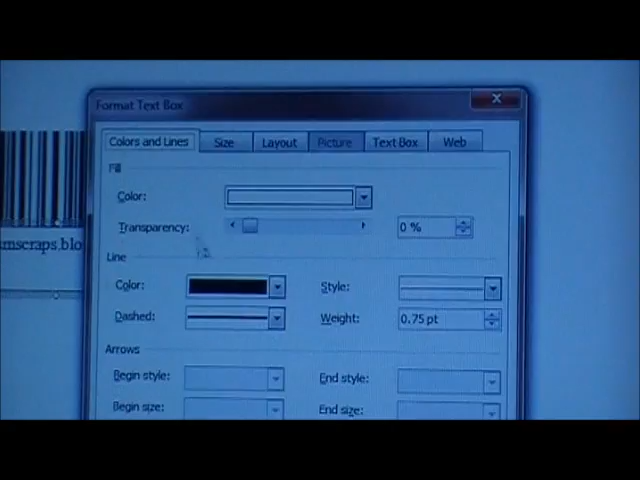 Format Text Box
Colors and Lines Size Layout Picture Text Box Web
Fill
Color:
Transparency: 0 %
mscraps.blo
Line
Color: Style:
Dashed: Weight: 0.75 pt
Arrows
Begin style: End style:
Begin size: End size: